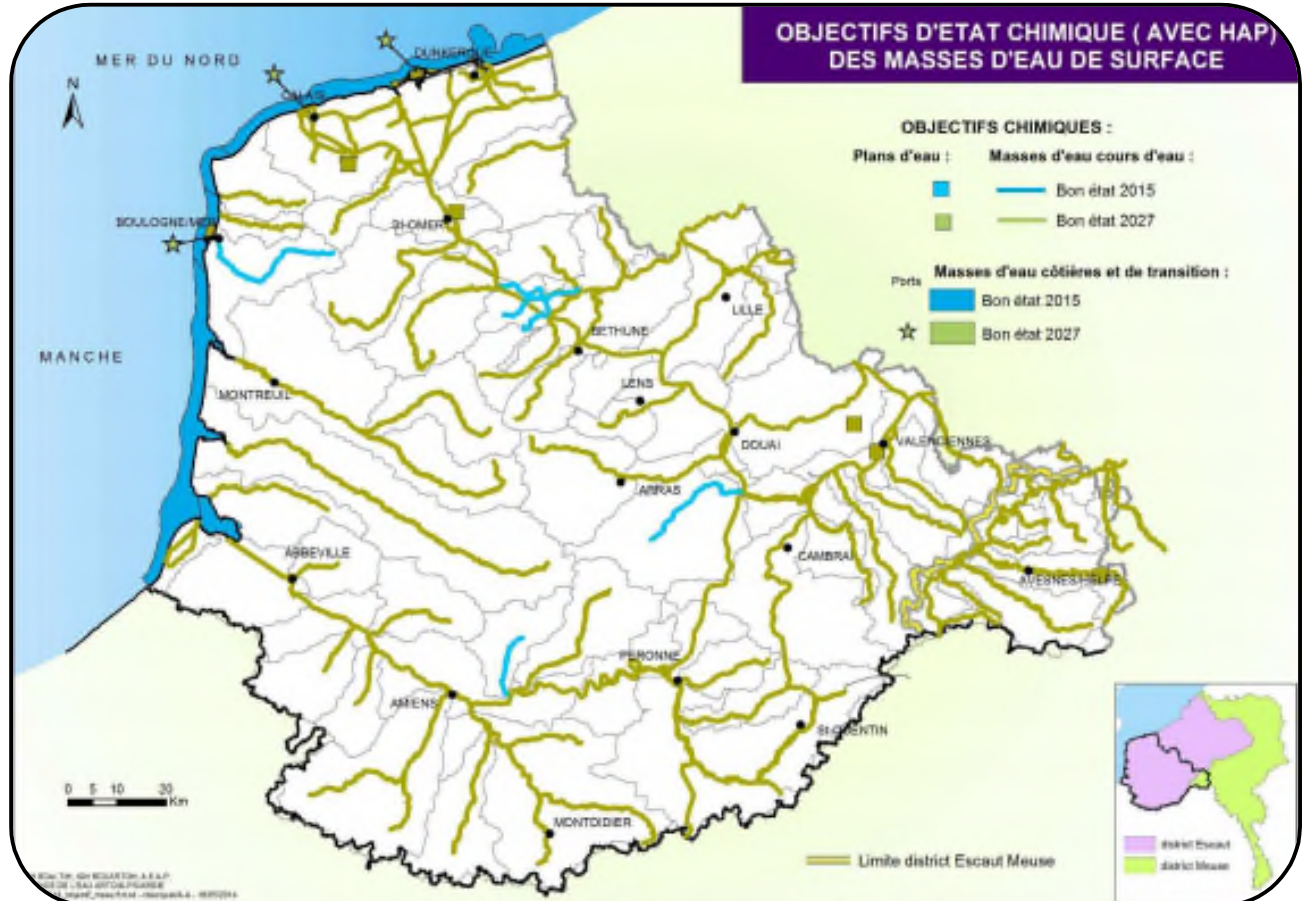 OBJECTIFS D'ETAT CHIMIQUE ( AVEC HAP)
DES MASSES D'EAU DE SURFACE
OBJECTIFS CHIMIQUES :
Plans d'eau :
Masses d'eau cours d'eau :
Bon état 2015
Bon état 2027
Ports
Masses d'eau côtières et de transition :
Bon état 2015
Bon état 2027
MER DU NORD
N
DUNKERQUE
CALAIS
BOULOGNE/MER
ST-OMER
LILLE
MANCHE
BETHUNE
MONTREUIL
LENS
DOUAI
VALENCIENNES
ARRAS
CAMBRAI
ABBEVILLE
AVESNES/HELPE
PERONNE
AMIENS
St-QUENTIN
MONTDIDIER
0 5 10 20
Km
Limite district Escaut Meuse
district Escaut
district Meuse